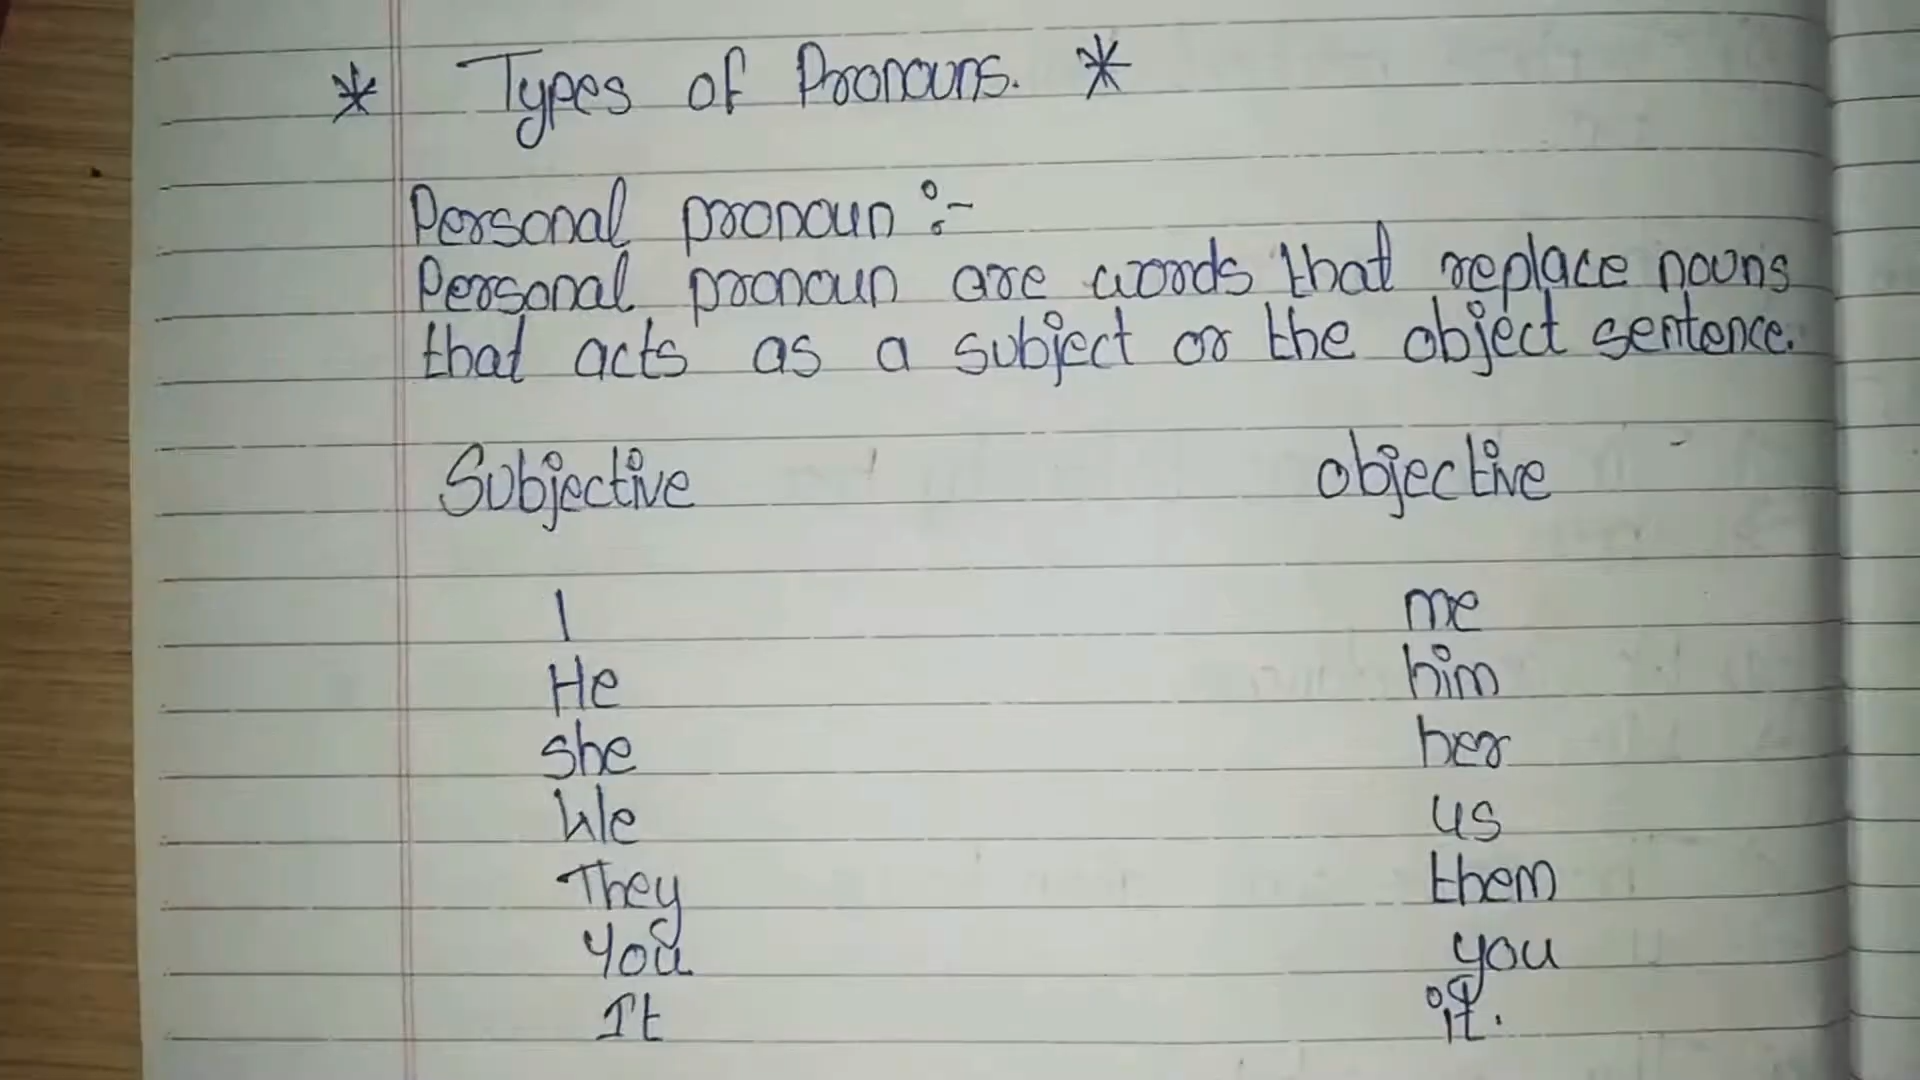 * Types of Pronouns. *
Personal pronoun :-
Personal pronoun are words that replace nouns
that acts as a subject or the object sentence.
Subjective objective
I me
He him
she her
We us
They them
You you
It it.